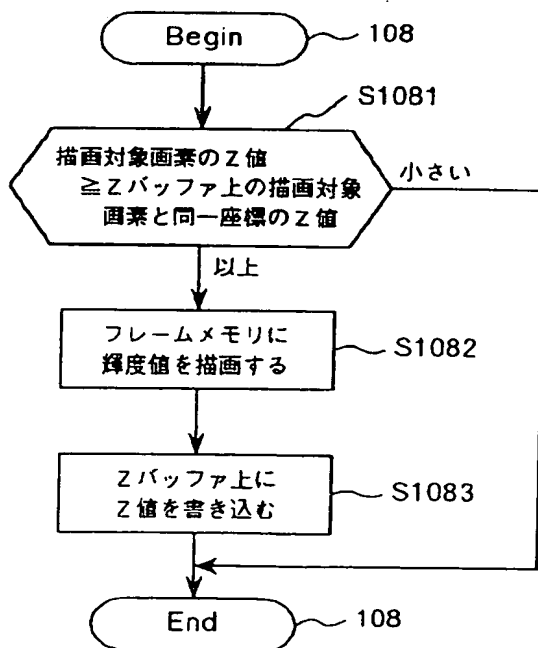 Begin
108
S1081
描画対象画素のZ値
≧Zバッファ上の描画対象
画素と同一座標のZ値
小さい
以上
フレームメモリに
輝度値を描画する
S1082
Zバッファ上に
Z値を書き込む
S1083
End
108